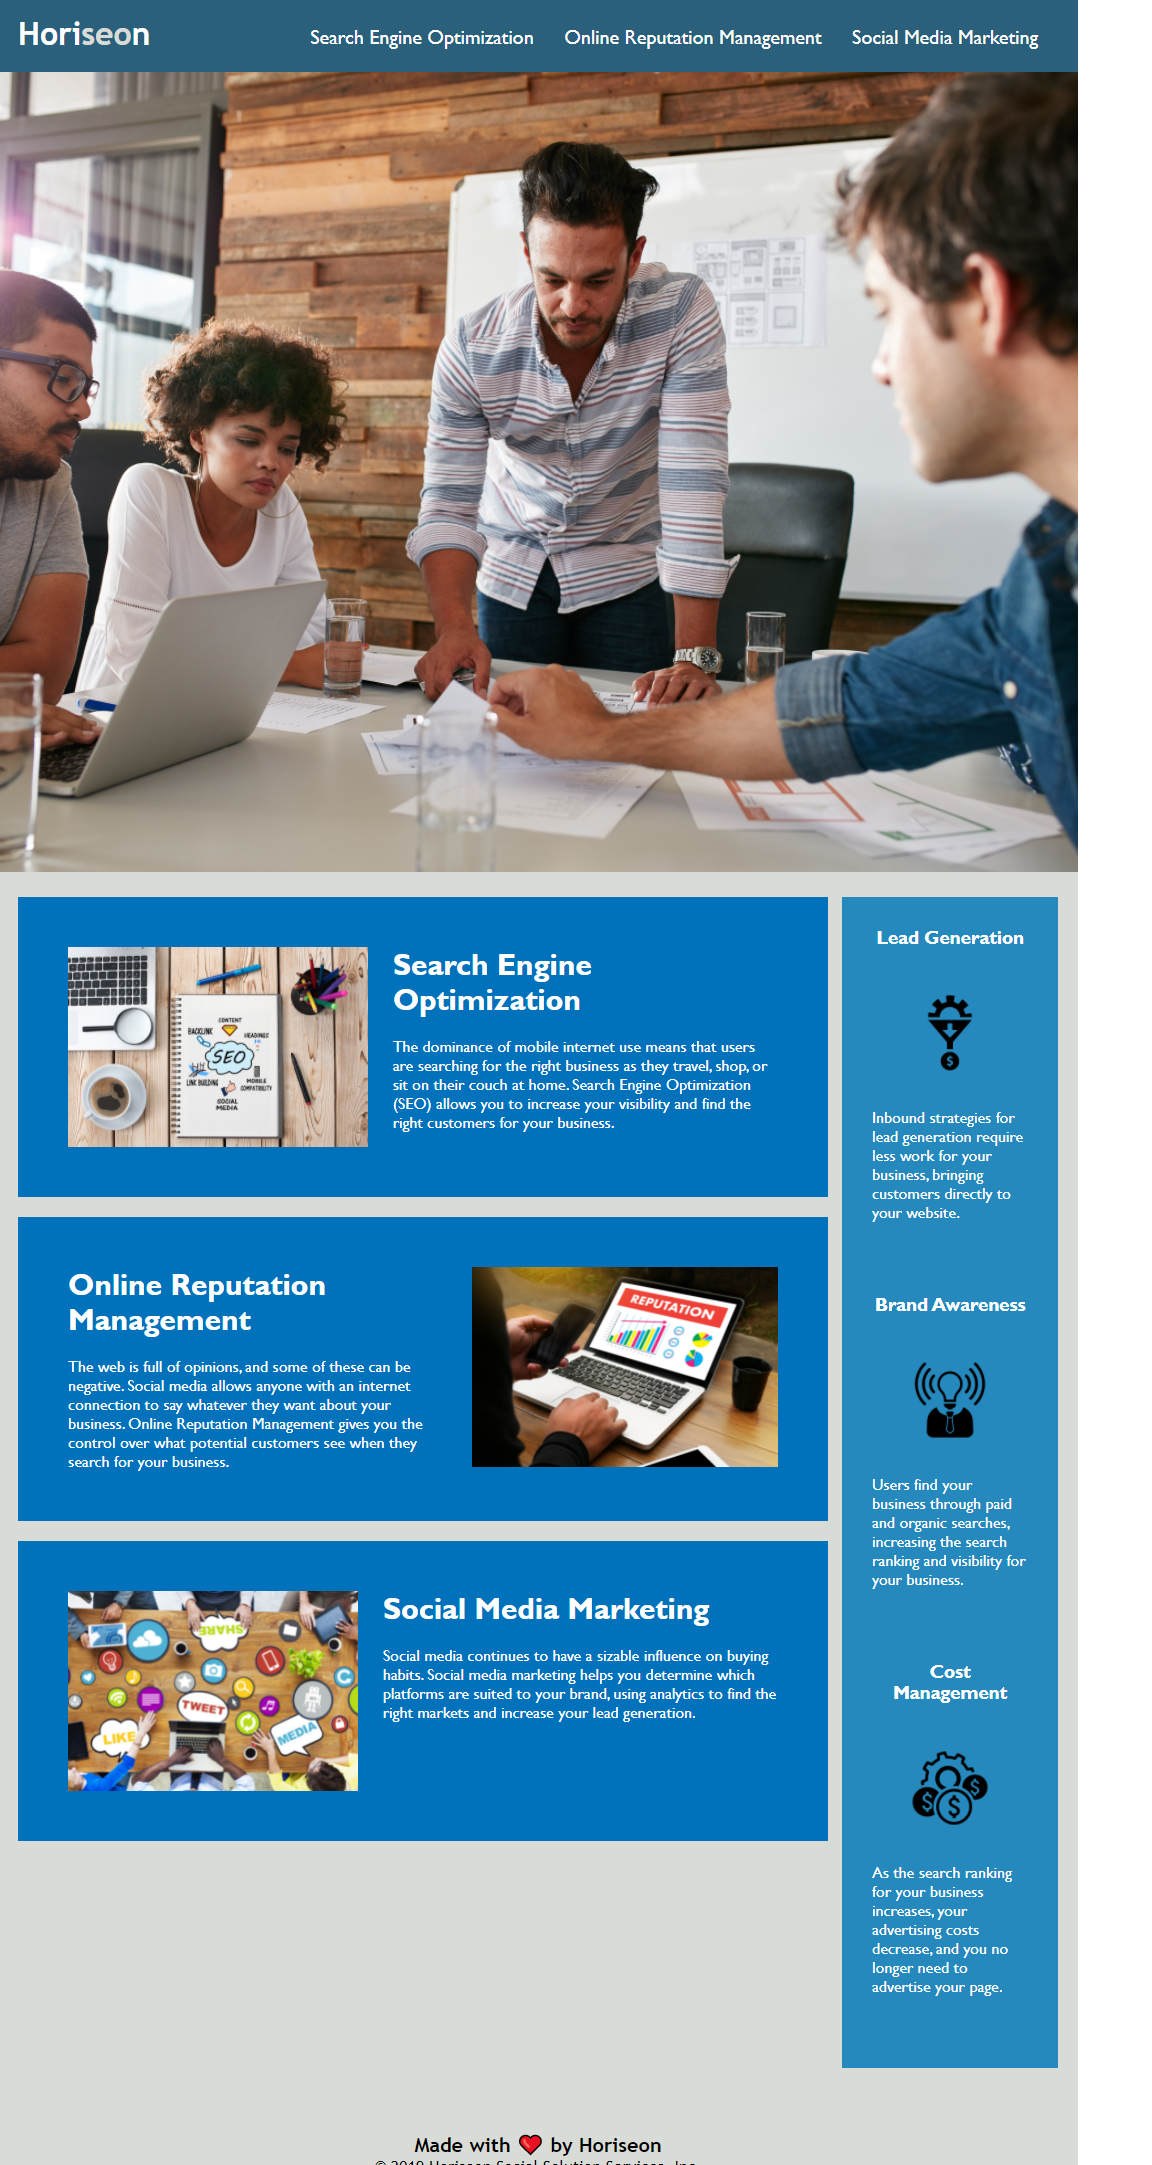 Horiseon
Search Engine Optimization
Online Reputation Management
Social Media Marketing
CONTENT
BACKLINK
HEADINGS
SEO
LINK BUILDING
MOBILE
COMPATIBILITY
SOCIAL
MEDIA
Search Engine
Optimization
The dominance of mobile internet use means that users
are searching for the right business as they travel, shop, or
sit on their couch at home. Search Engine Optimization
(SEO) allows you to increase your visibility and find the
right customers for your business.
Online Reputation
Management
The web is full of opinions, and some of these can be
negative. Social media allows anyone with an internet
connection to say whatever they want about your
business. Online Reputation Management gives you the
control over what potential customers see when they
search for your business.
REPUTATION
SHARE
TWEET
LIKE
MEDIA
Social Media Marketing
Social media continues to have a sizable influence on buying
habits. Social media marketing helps you determine which
platforms are suited to your brand, using analytics to find the
right markets and increase your lead generation.
Lead Generation
$
Inbound strategies for
lead generation require
less work for your
business, bringing
customers directly to
your website.
Brand Awareness
Users find your
business through paid
and organic searches,
increasing the search
ranking and visibility for
your business.
Cost
Management
$ $ $
As the search ranking
for your business
increases, your
advertising costs
decrease, and you no
longer need to
advertise your page.
Made with ❤️ by Horiseon
© 2019 Horiseon Social Solution Services, Inc.